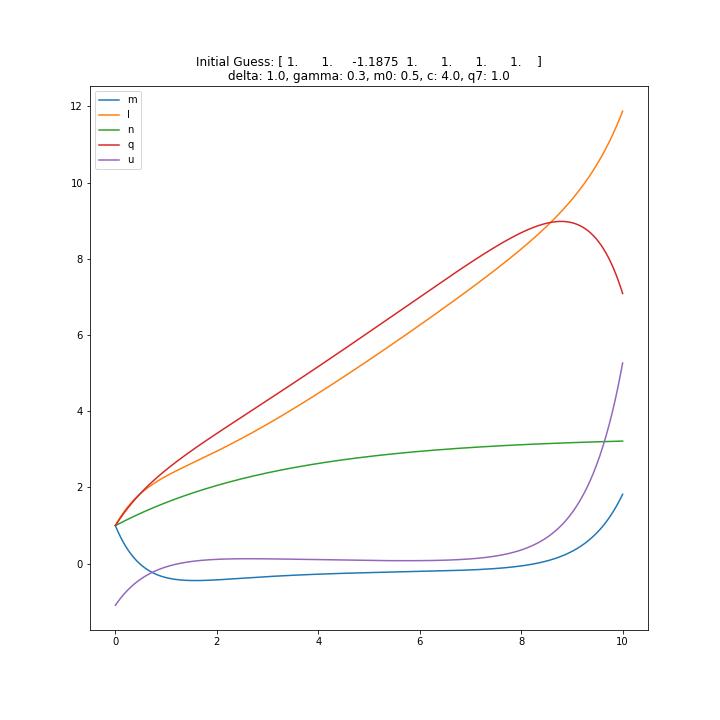 Initial Guess: [ 1. 1. -1.1875 1. 1. 1. 1. ]
delta: 1.0, gamma: 0.3, m0: 0.5, c: 4.0, q7: 1.0
m
l
n
q
u
12
10
8
6
4
2
0
0 2 4 6 8 10